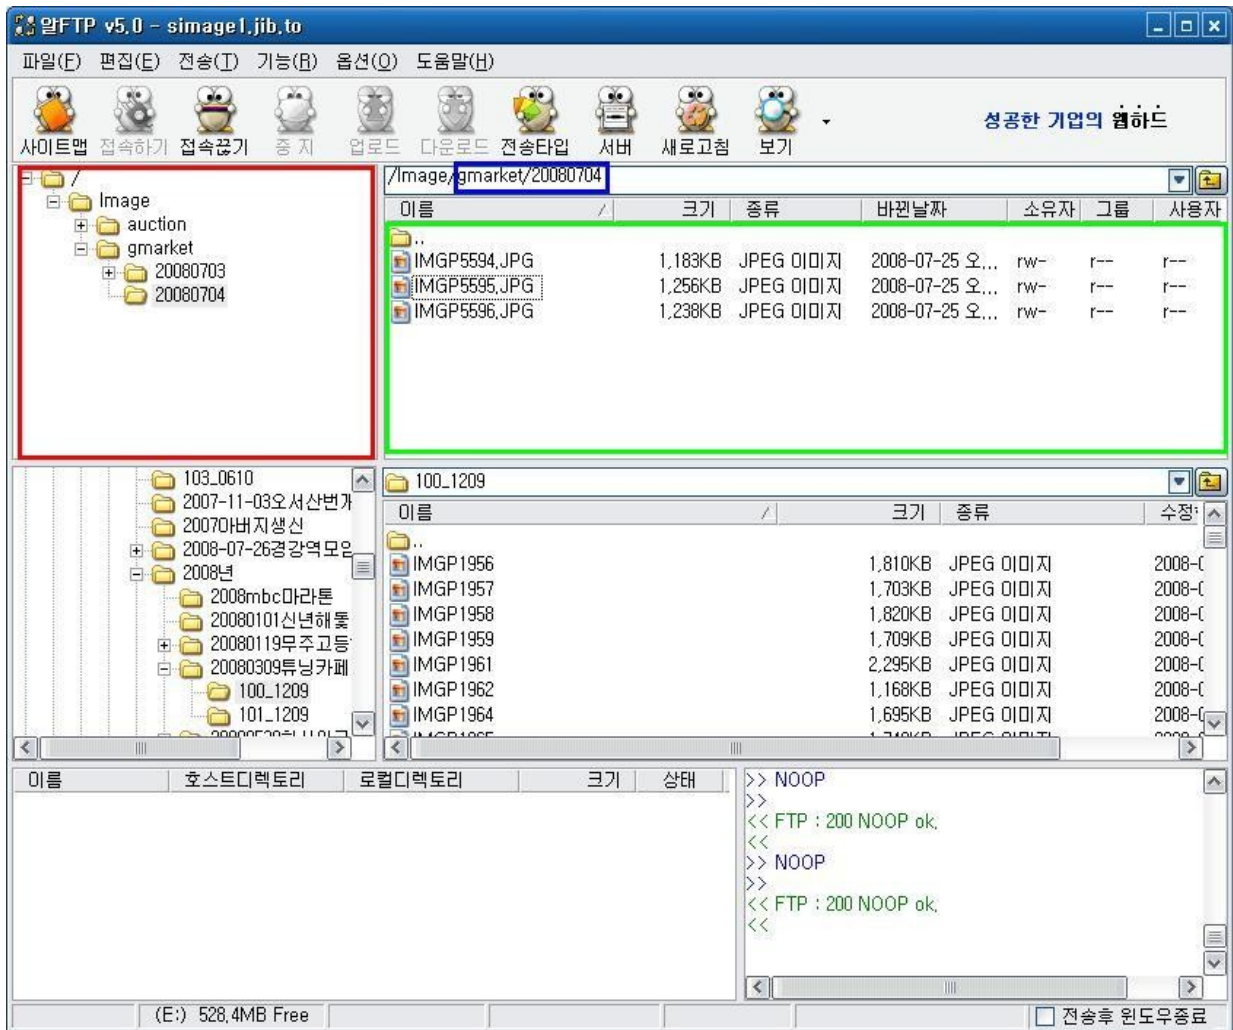 알FTP v5.0 - simage1.jib.to
파일(F) 편집(E) 전송(T) 기능(R) 옵션(O) 도움말(H)
사이트맵 접속하기 접속끊기 중 지 업로드 다운로드 전송타입 서버 새로고침 보기
성공한 기업의 웹하드
/
Image
auction
gmarket
20080703
20080704
/Image/gmarket/20080704
이름 크기 종류 바뀐날짜 소유자 그룹 사용자
..
IMGP5594.JPG 1,183KB JPEG 이미지 2008-07-25 오... rw- r-- r--
IMGP5595.JPG 1,256KB JPEG 이미지 2008-07-25 오... rw- r-- r--
IMGP5596.JPG 1,238KB JPEG 이미지 2008-07-25 오... rw- r-- r--
103_0610
2007-11-03오서산번개
2007아버지생신
2008-07-26경강역모임
2008년
2008mbc마라톤
20080101신년해돋
20080119무주고등
20080309튜닝카페
100_1209
101_1209
100_1209
이름 크기 종류 수정
..
IMGP1956 1,810KB JPEG 이미지 2008-0
IMGP1957 1,703KB JPEG 이미지 2008-0
IMGP1958 1,820KB JPEG 이미지 2008-0
IMGP1959 1,709KB JPEG 이미지 2008-0
IMGP1961 2,295KB JPEG 이미지 2008-0
IMGP1962 1,168KB JPEG 이미지 2008-0
IMGP1964 1,695KB JPEG 이미지 2008-0
이름 호스트디렉토리 로컬디렉토리 크기 상태
>> NOOP
>>
<< FTP : 200 NOOP ok.
<<
>> NOOP
>>
<< FTP : 200 NOOP ok.
<<
(E:) 528.4MB Free
전송후 윈도우종료